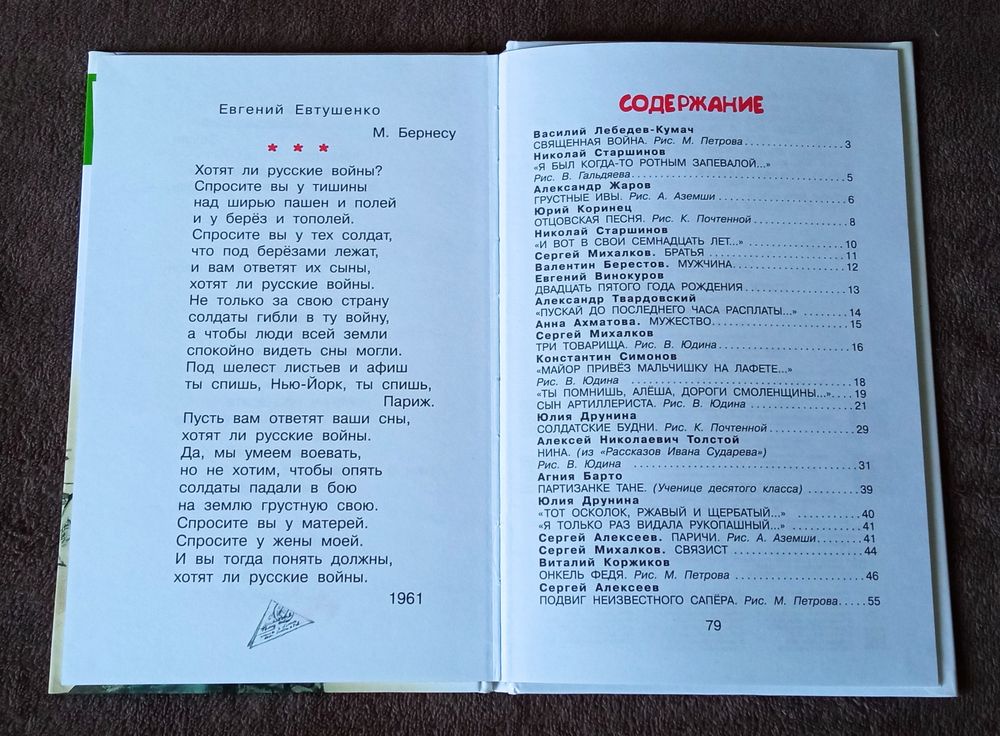 Евгений Евтушенко
М. Бернесу
* * *
Хотят ли русские войны?
Спросите вы у тишины
над ширью пашен и полей
и у берёз и тополей.
Спросите вы у тех солдат,
что под берёзами лежат,
и вам ответят их сыны,
хотят ли русские войны.
Не только за свою страну
солдаты гибли в ту войну,
а чтобы люди всей земли
спокойно видеть сны могли.
Под шелест листьев и афиш
ты спишь, Нью-Йорк, ты спишь,
Париж.
Пусть вам ответят ваши сны,
хотят ли русские войны.
Да, мы умеем воевать,
но не хотим, чтобы опять
солдаты падали в бою
на землю грустную свою.
Спросите вы у матерей.
Спросите у жены моей.
И вы тогда понять должны,
хотят ли русские войны.
1961
СОДЕРЖАНИЕ
Василий Лебедев-Кумач
СВЯЩЕННАЯ ВОЙНА. Рис. М. Петрова ............ 3
Николай Старшинов
«Я БЫЛ КОГДА-ТО РОТНЫМ ЗАПЕВАЛОЙ...»
Рис. В. Гальдяева ............ 5
Александр Жаров
ГРУСТНЫЕ ИВЫ. Рис. А. Аземши ............ 6
Юрий Коринец
ОТЦОВСКАЯ ПЕСНЯ. Рис. К. Почтенной ............ 8
Николай Старшинов
«И ВОТ В СВОИ СЕМНАДЦАТЬ ЛЕТ...» ............ 10
Сергей Михалков. БРАТЬЯ ............ 11
Валентин Берестов. МУЖЧИНА ............ 12
Евгений Винокуров
ДВАДЦАТЬ ПЯТОГО ГОДА РОЖДЕНИЯ ............ 13
Александр Твардовский
«ПУСКАЙ ДО ПОСЛЕДНЕГО ЧАСА РАСПЛАТЫ...» ....... 14
Анна Ахматова. МУЖЕСТВО ............ 15
Сергей Михалков
ТРИ ТОВАРИЩА. Рис. В. Юдина ............ 16
Константин Симонов
«МАЙОР ПРИВЁЗ МАЛЬЧИШКУ НА ЛАФЕТЕ...»
Рис. В. Юдина ............ 18
«ТЫ ПОМНИШЬ, АЛЁША, ДОРОГИ СМОЛЕНЩИНЫ...» .... 19
СЫН АРТИЛЛЕРИСТА. Рис. В. Юдина ............ 21
Юлия Друнина
СОЛДАТСКИЕ БУДНИ. Рис. К. Почтенной ............ 29
Алексей Николаевич Толстой
НИНА. (из «Рассказов Ивана Сударева»)
Рис. В. Юдина ............ 31
Агния Барто
ПАРТИЗАНКЕ ТАНЕ. (Ученице десятого класса) ........ 39
Юлия Друнина
«ТОТ ОСКОЛОК, РЖАВЫЙ И ЩЕРБАТЫЙ...» ............ 40
«Я ТОЛЬКО РАЗ ВИДАЛА РУКОПАШНЫЙ...» ............ 41
Сергей Алексеев. ПАРИЧИ. Рис. А. Аземши ...... 41
Сергей Михалков. СВЯЗИСТ ............ 44
Виталий Коржиков
ОНКЕЛЬ ФЕДЯ. Рис. М. Петрова ............ 46
Сергей Алексеев
ПОДВИГ НЕИЗВЕСТНОГО САПЁРА. Рис. М. Петрова ..... 55
79